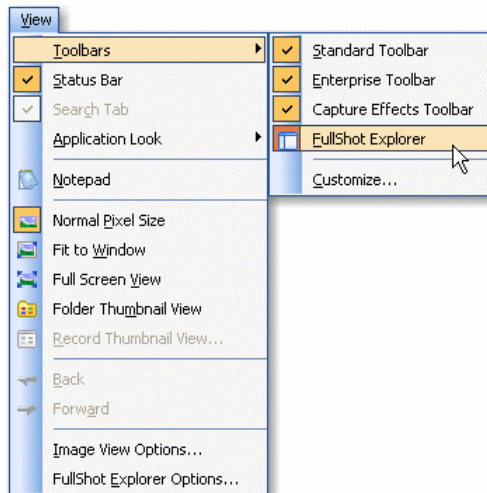 View
Toolbars
Status Bar
Search Tab
Application Look
Notepad
Normal Pixel Size
Fit to Window
Full Screen View
Folder Thumbnail View
Record Thumbnail View...
Back
Forward
Image View Options...
FullShot Explorer Options...
Standard Toolbar
Enterprise Toolbar
Capture Effects Toolbar
FullShot Explorer
Customize...